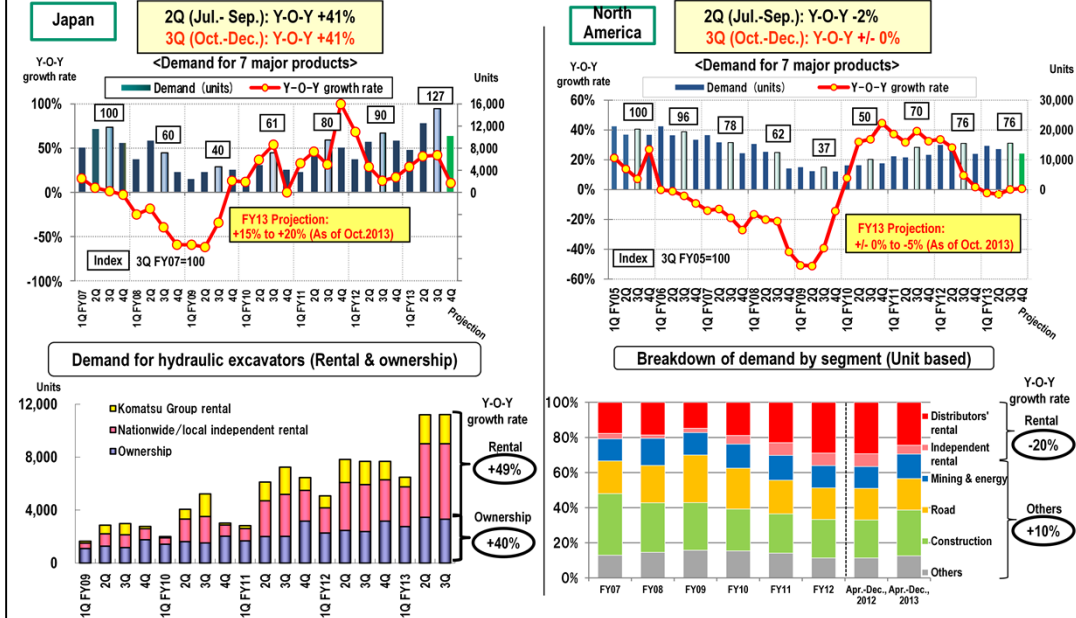 Japan
2Q (Jul.- Sep.): Y-O-Y +41%
3Q (Oct.-Dec.): Y-O-Y +41%
<Demand for 7 major products>
Y-O-Y
growth rate
Units
Demand (units)
Y-O-Y growth rate
100%
50%
0%
-50%
-100%
16,000
12,000
8,000
4,000
0
100
60
40
61
80
90
127
FY13 Projection:
+15% to +20% (As of Oct.2013)
Index
3Q FY07=100
1Q FY07
2Q
3Q
4Q
1Q FY08
2Q
3Q
4Q
1Q FY09
2Q
3Q
4Q
1Q FY10
2Q
3Q
4Q
1Q FY11
2Q
3Q
4Q
1Q FY12
2Q
3Q
4Q
1Q FY13
2Q
3Q
4Q
Projection
North
America
2Q (Jul.- Sep.): Y-O-Y -2%
3Q (Oct.-Dec.): Y-O-Y +/- 0%
<Demand for 7 major products>
Y-O-Y
growth rate
Units
Demand (units)
Y-O-Y growth rate
60%
40%
20%
0%
-20%
-40%
-60%
30,000
20,000
10,000
0
100
96
78
62
37
50
70
76
76
FY13 Projection:
+/- 0% to -5% (As of Oct. 2013)
Index
3Q FY05=100
1Q FY05
2Q
3Q
4Q
1Q FY06
2Q
3Q
4Q
1Q FY07
2Q
3Q
4Q
1Q FY08
2Q
3Q
4Q
1Q FY09
2Q
3Q
4Q
1Q FY10
2Q
3Q
4Q
1Q FY11
2Q
3Q
4Q
1Q FY12
2Q
3Q
4Q
1Q FY13
2Q
3Q
4Q
Projection
Demand for hydraulic excavators (Rental & ownership)
Units
12,000
8,000
4,000
0
Komatsu Group rental
Nationwide/local independent rental
Ownership
Y-O-Y
growth rate
Rental
+49%
Ownership
+40%
1Q FY09
2Q
3Q
4Q
1Q FY10
2Q
3Q
4Q
1Q FY11
2Q
3Q
4Q
1Q FY12
2Q
3Q
4Q
1Q FY13
2Q
3Q
Breakdown of demand by segment (Unit based)
100%
80%
60%
40%
20%
0%
Distributors'
rental
Independent
rental
Mining & energy
Road
Construction
Others
Y-O-Y
growth rate
Rental
-20%
Others
+10%
FY07
FY08
FY09
FY10
FY11
FY12
Apr.-Dec.,
2012
Apr.-Dec.,
2013